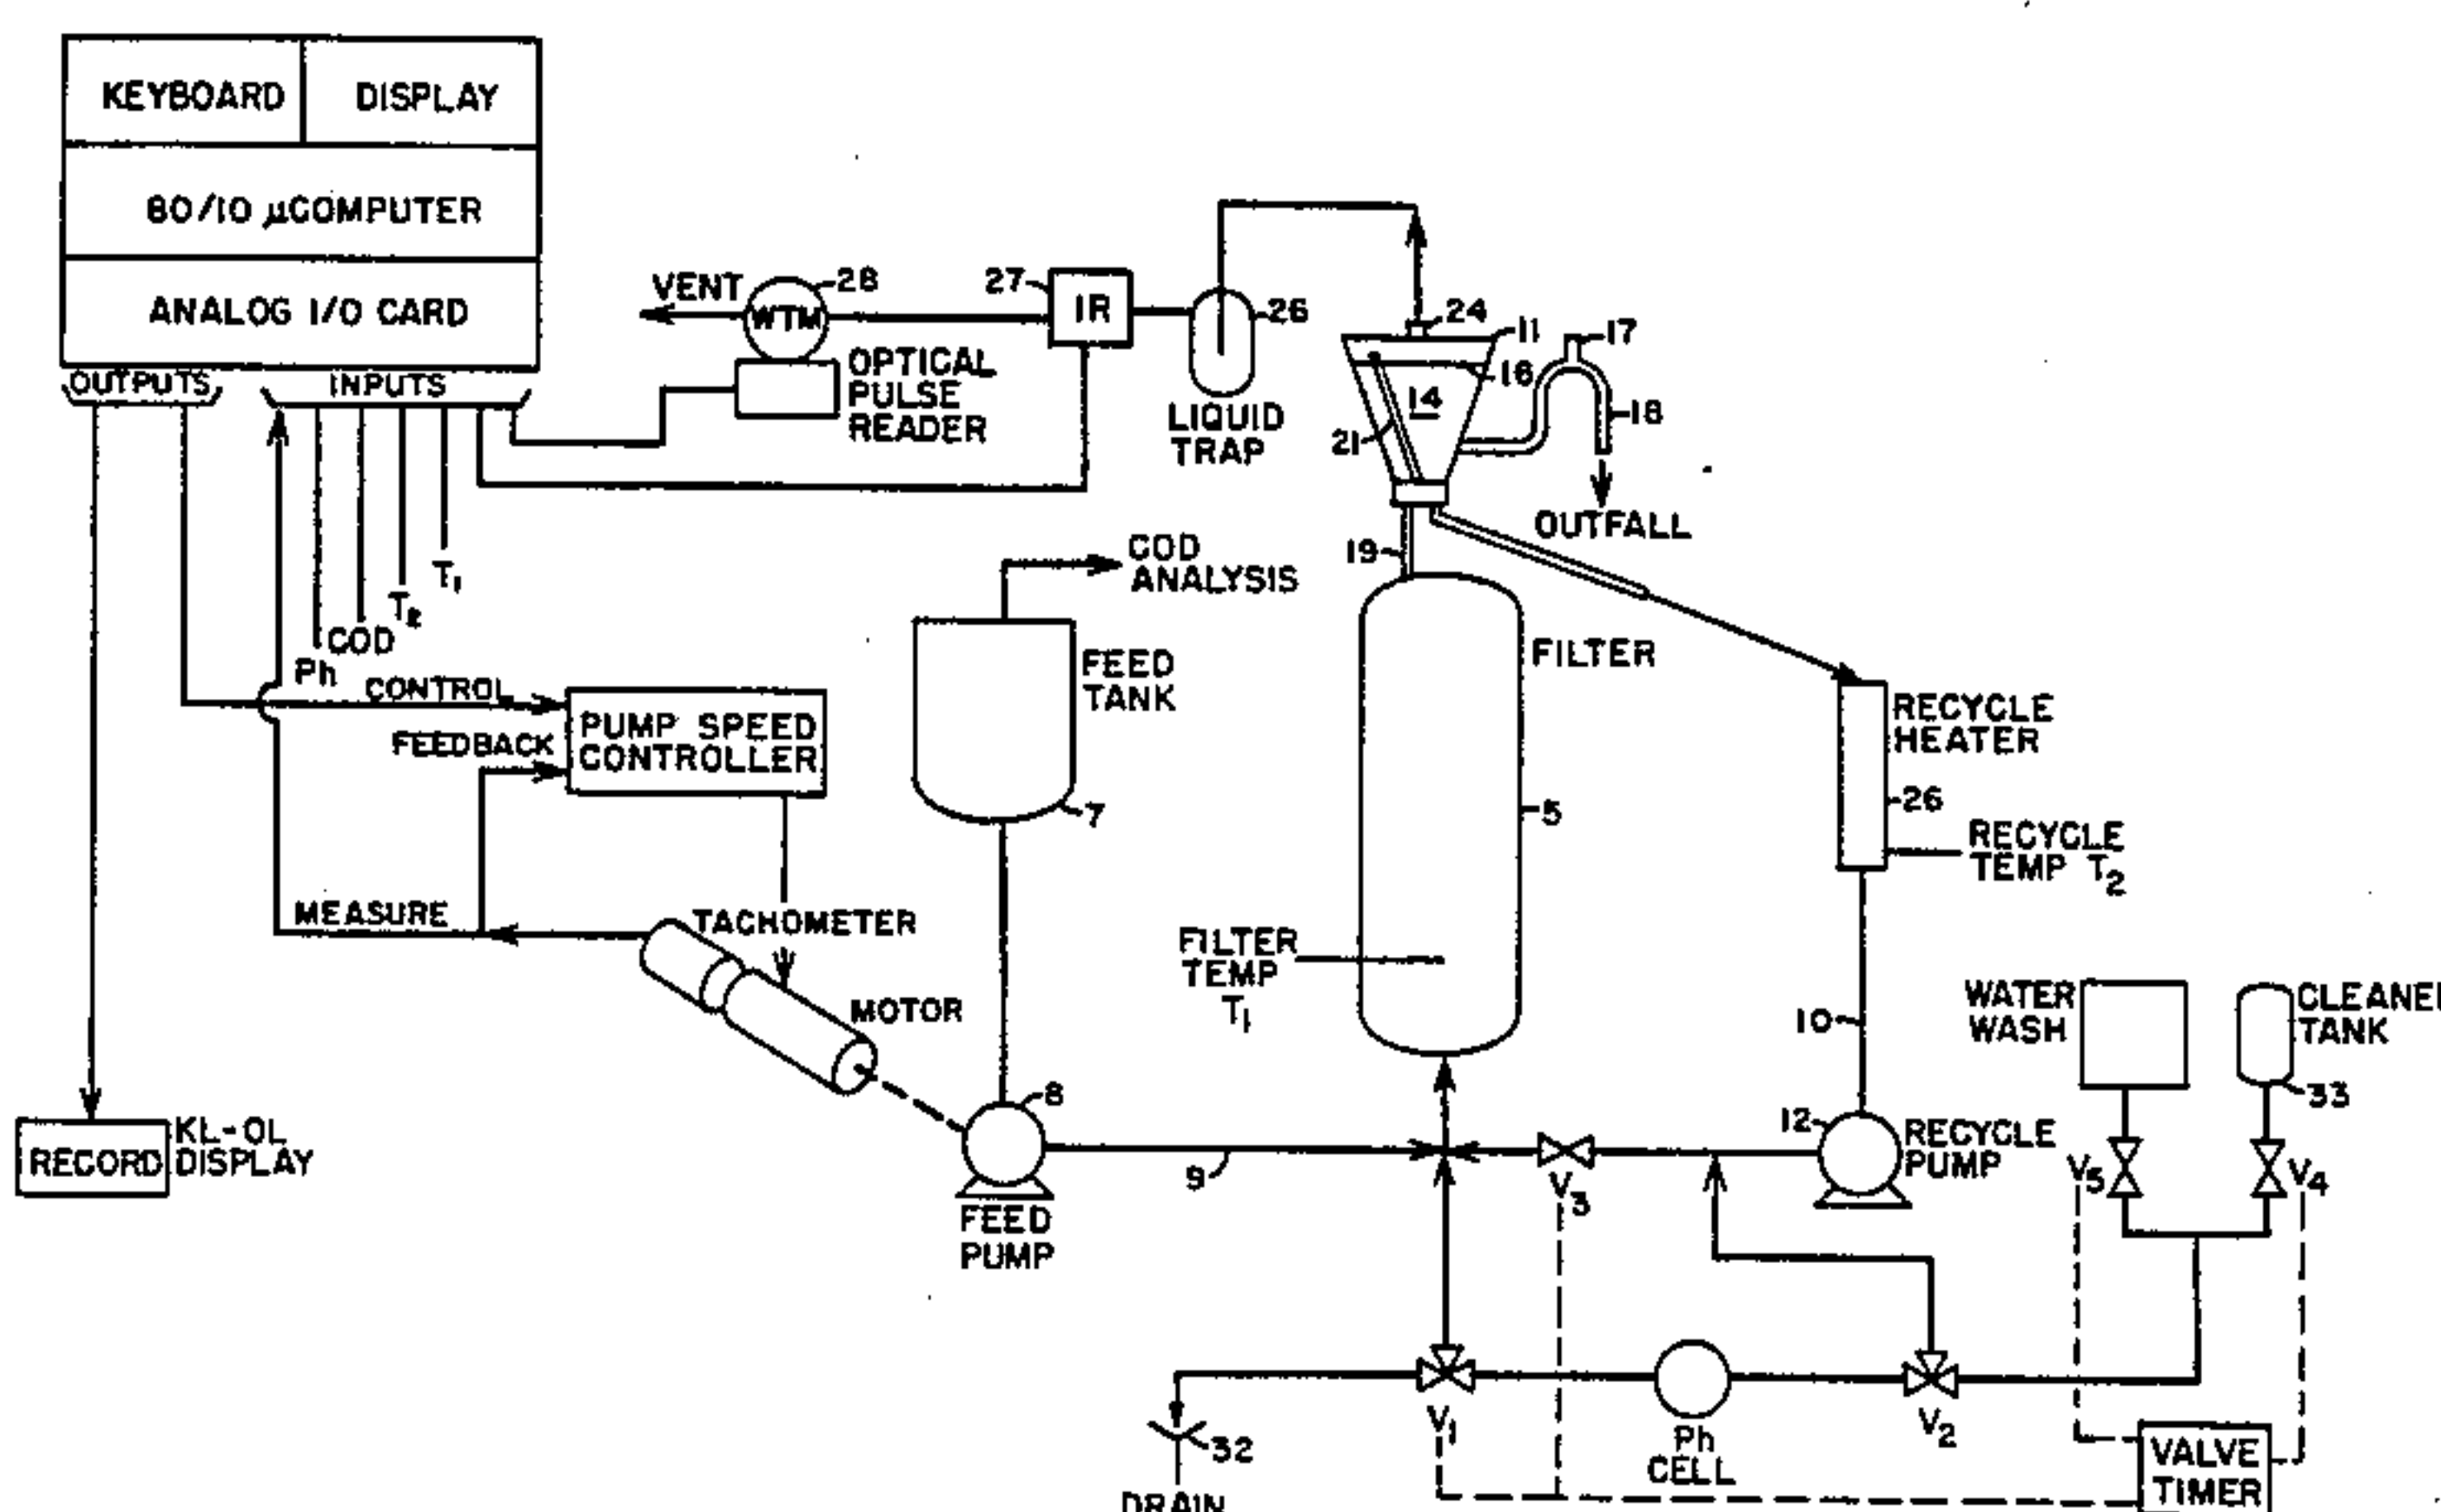 KEYBOARD
DISPLAY
80/10 µCOMPUTER
ANALOG I/O CARD
OUTPUTS
INPUTS
VENT
WTM
28
27
IR
26
OPTICAL
PULSE
READER
LIQUID
TRAP
24
11
16
14
21
17
18
OUTFALL
19
T1
T2
COD
Ph
COD
ANALYSIS
FEED
TANK
7
FILTER
5
RECYCLE
HEATER
26
RECYCLE
TEMP T2
CONTROL
FEEDBACK
PUMP SPEED
CONTROLLER
MEASURE
TACHOMETER
MOTOR
FILTER
TEMP
T1
10
WATER
WASH
CLEANE
TANK
33
RECORD
KL-OL
DISPLAY
8
FEED
PUMP
9
V3
12
RECYCLE
PUMP
V5
V4
V1
Ph
CELL
V2
32
DRAIN
VALVE
TIMER